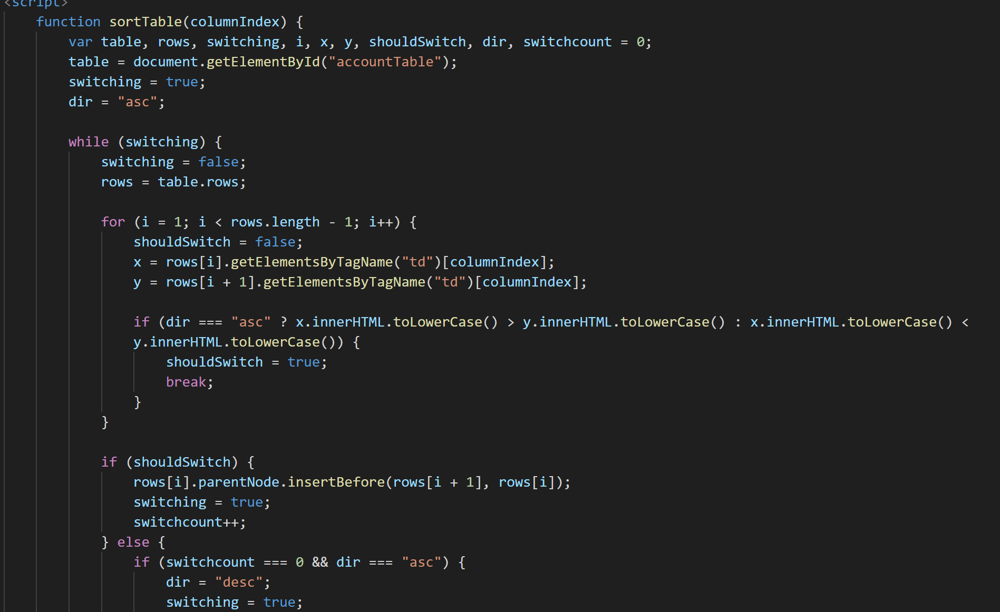 <script>
function sortTable(columnIndex) {
var table, rows, switching, i, x, y, shouldSwitch, dir, switchcount = 0;
table = document.getElementById("accountTable");
switching = true;
dir = "asc";
while (switching) {
switching = false;
rows = table.rows;
for (i = 1; i < rows.length - 1; i++) {
shouldSwitch = false;
x = rows[i].getElementsByTagName("td")[columnIndex];
y = rows[i + 1].getElementsByTagName("td")[columnIndex];
if (dir === "asc" ? x.innerHTML.toLowerCase() > y.innerHTML.toLowerCase() : x.innerHTML.toLowerCase() <
y.innerHTML.toLowerCase()) {
shouldSwitch = true;
break;
}
}
if (shouldSwitch) {
rows[i].parentNode.insertBefore(rows[i + 1], rows[i]);
switching = true;
switchcount++;
} else {
if (switchcount === 0 && dir === "asc") {
dir = "desc";
switching = true;